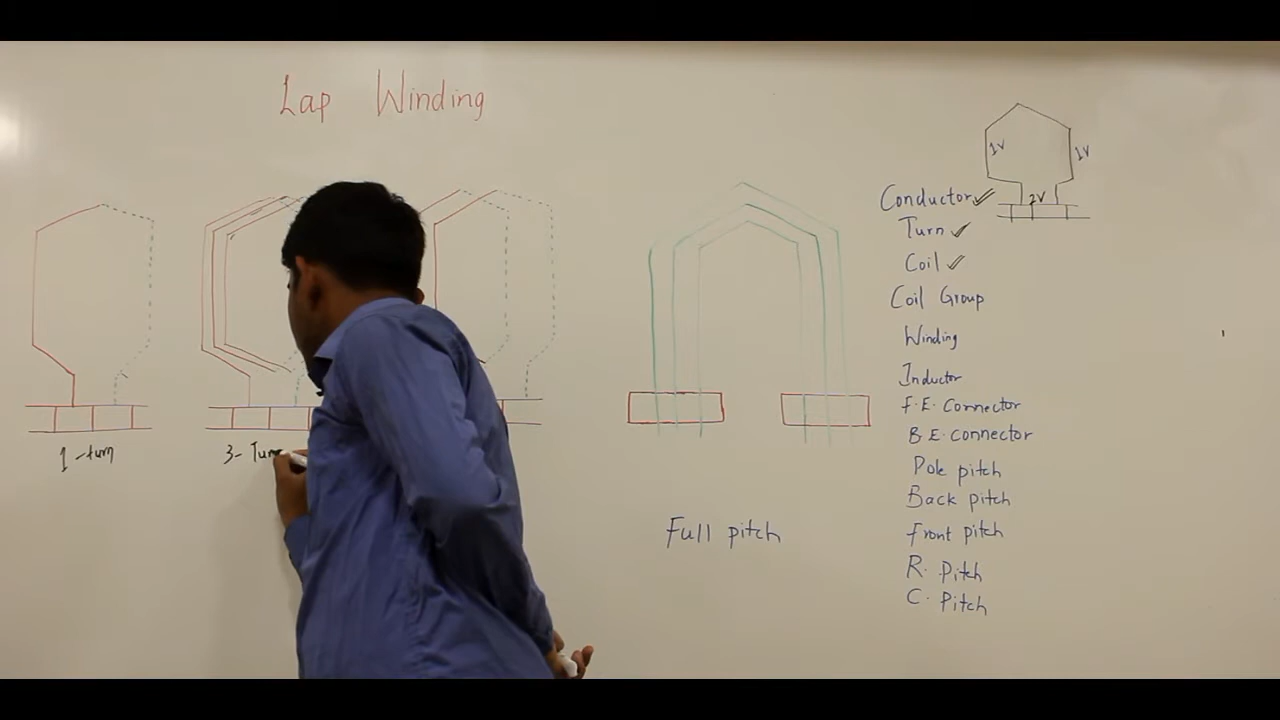 Lap Winding
1V
1V
2V
Conductor ✓
Turn ✓
Coil ✓
Coil Group
Winding
Inductor
F.E. Connector
B.E. connector
Pole pitch
Back pitch
front pitch
R. Pitch
C. Pitch
1-turn
3-Turn
Full pitch